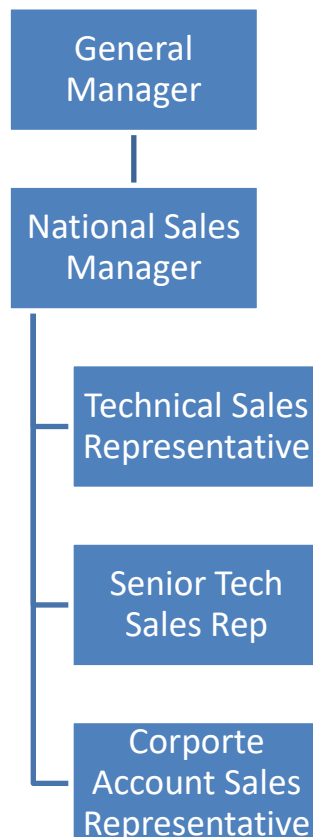 General
Manager
National Sales
Manager
Technical Sales
Representative
Senior Tech
Sales Rep
Corporte
Account Sales
Representative